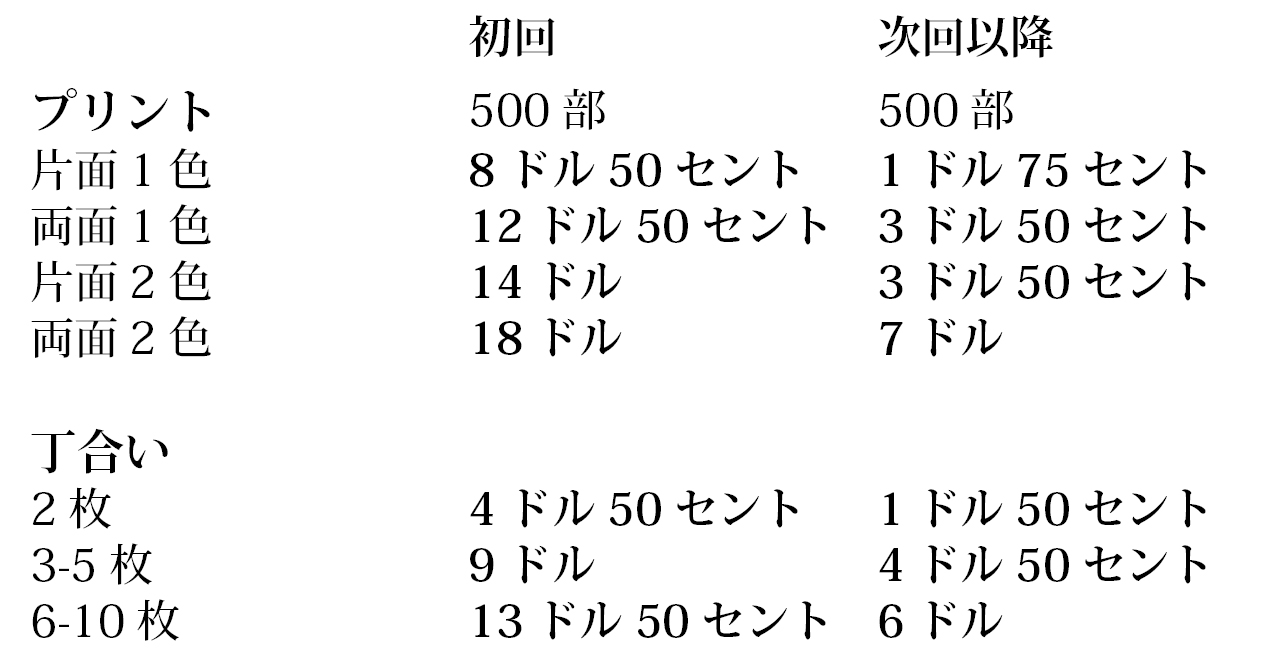 初回 次回以降
プリント 500 部 500 部
片面 1 色 8 ドル 50 セント 1 ドル 75 セント
両面 1 色 12 ドル 50 セント 3 ドル 50 セント
片面 2 色 14 ドル 3 ドル 50 セント
両面 2 色 18 ドル 7 ドル
丁合い
2 枚 4 ドル 50 セント 1 ドル 50 セント
3-5 枚 9 ドル 4 ドル 50 セント
6-10 枚 13 ドル 50 セント 6 ドル